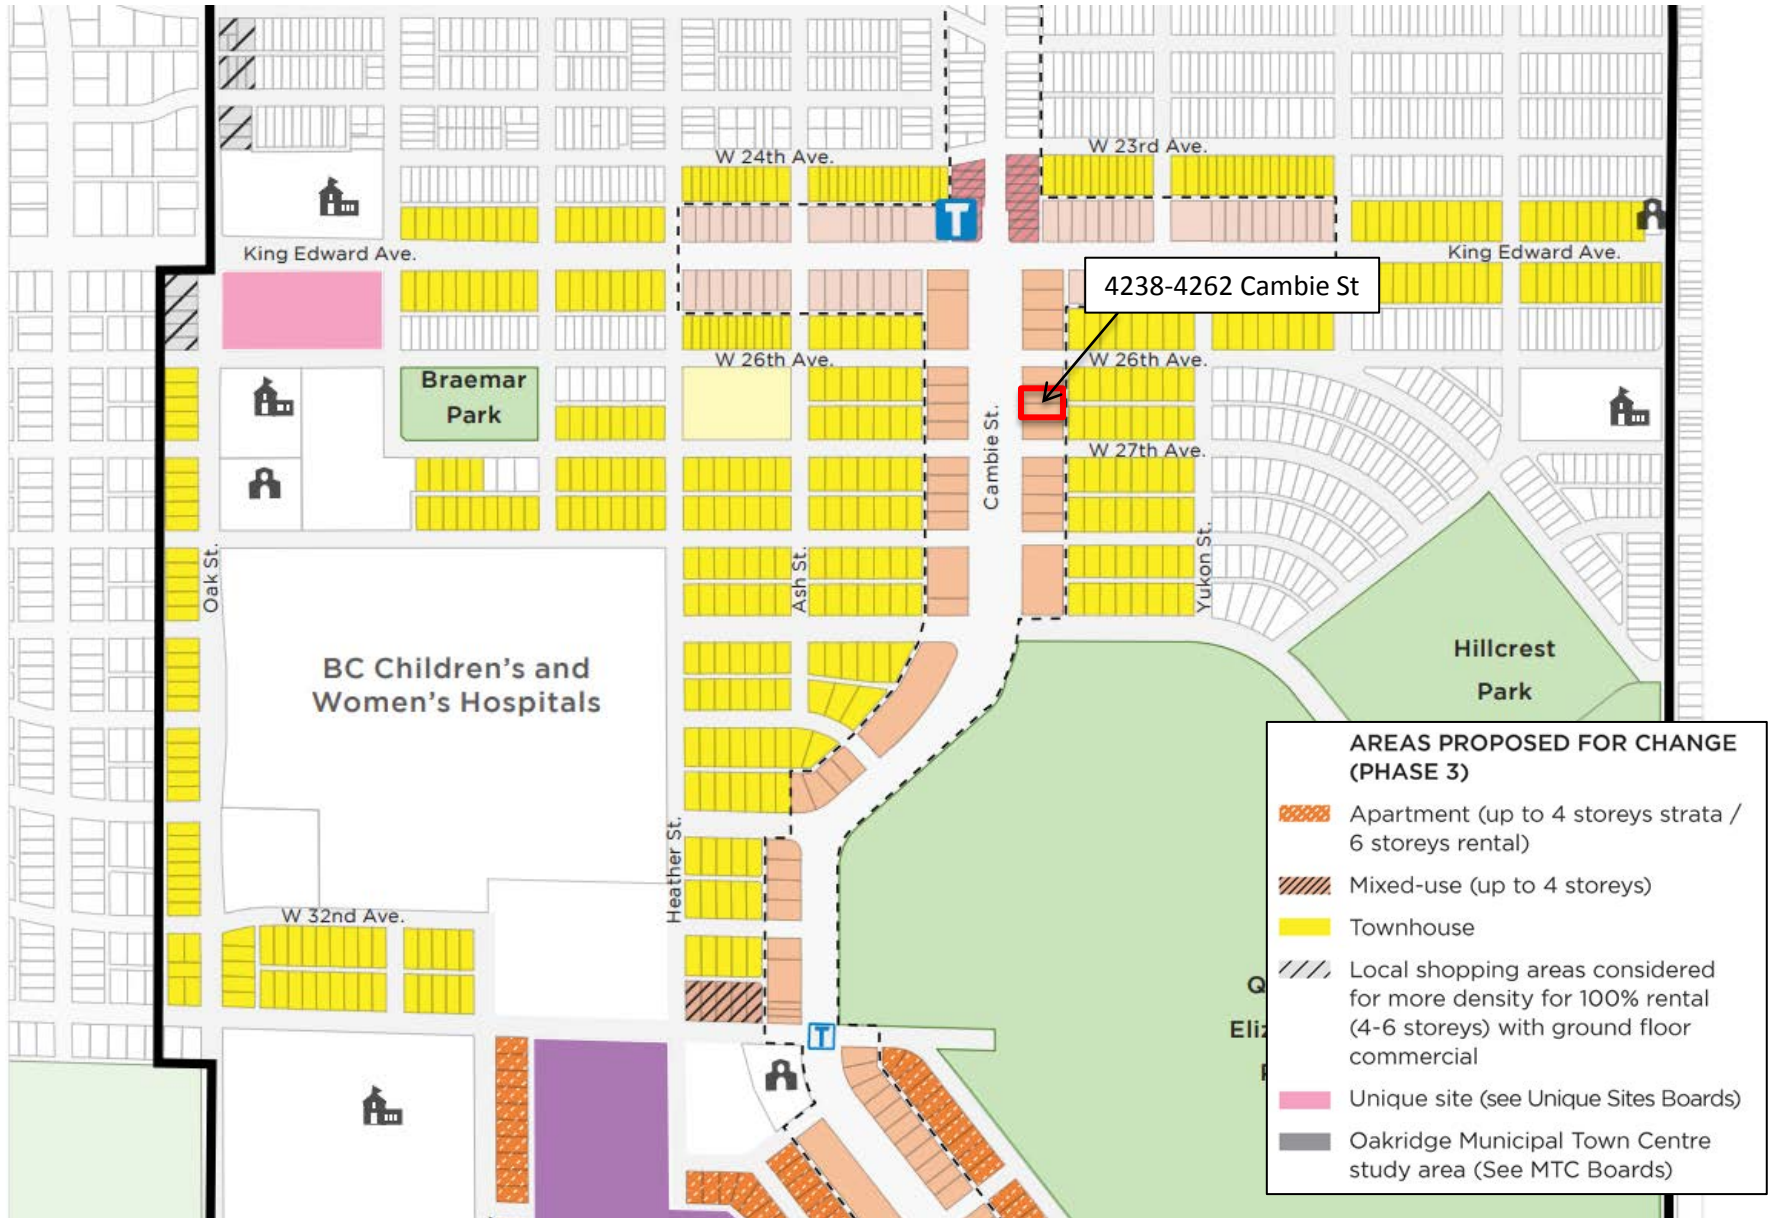 W 24th Ave.
W 23rd Ave.
T
King Edward Ave.
King Edward Ave.
4238-4262 Cambie St
W 26th Ave.
W 26th Ave.
Braemar
Park
Cambie St.
W 27th Ave.
Oak St.
Ash St.
Yukon St.
BC Children's and
Women's Hospitals
Hillcrest
Park
Heather St.
W 32nd Ave.
Q
Eliz
T
AREAS PROPOSED FOR CHANGE
(PHASE 3)
Apartment (up to 4 storeys strata /
6 storeys rental)
Mixed-use (up to 4 storeys)
Townhouse
Local shopping areas considered
for more density for 100% rental
(4-6 storeys) with ground floor
commercial
Unique site (see Unique Sites Boards)
Oakridge Municipal Town Centre
study area (See MTC Boards)